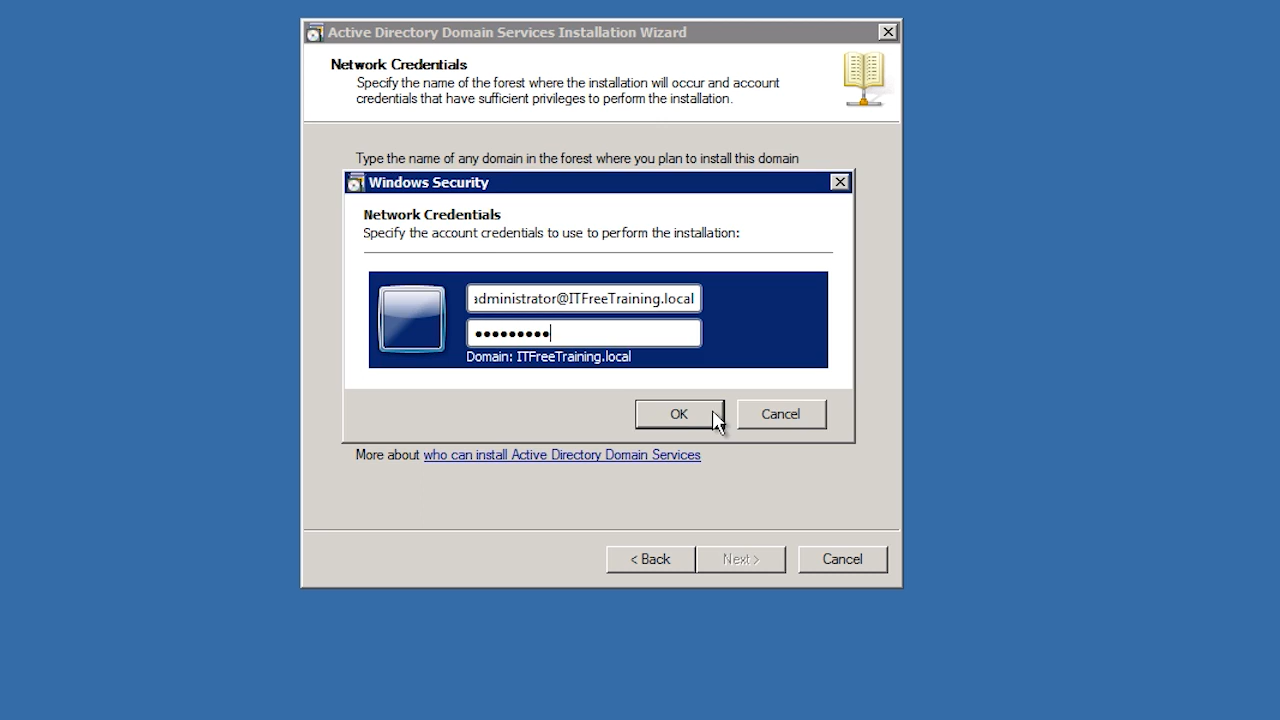 Active Directory Domain Services Installation Wizard
Network Credentials
Specify the name of the forest where the installation will occur and account
credentials that have sufficient privileges to perform the installation.
Type the name of any domain in the forest where you plan to install this domain
Windows Security
Network Credentials
Specify the account credentials to use to perform the installation:
administrator@ITFreeTraining.local
•••••••••
Domain: ITFreeTraining.local
OK
Cancel
More about who can install Active Directory Domain Services
< Back
Next >
Cancel